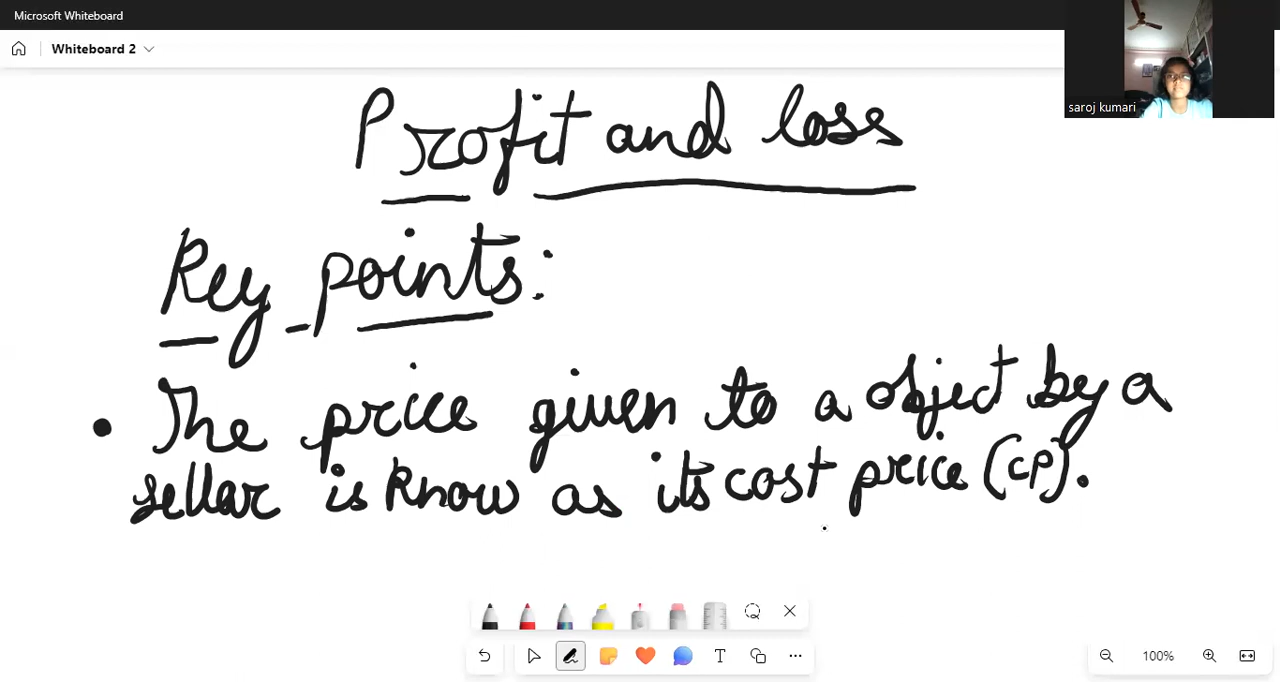 Microsoft Whiteboard
Whiteboard 2
saroj kumari
Profit and loss
Key points:
• The price given to a object by a
sellar is know as its cost price (CP).
T
100%